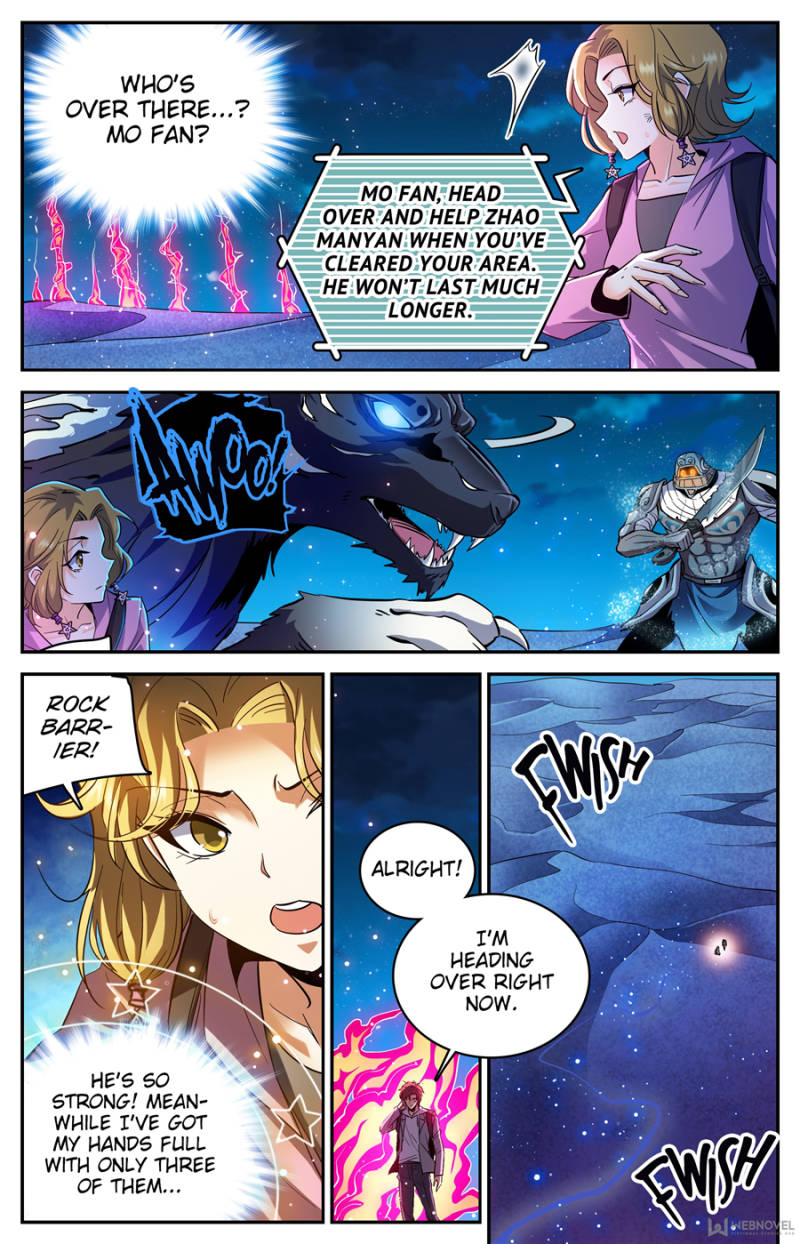 WHO'S
OVER THERE...?
MO FAN?
MO FAN, HEAD
OVER AND HELP ZHAO
MANYAN WHEN YOU'VE
CLEARED YOUR AREA.
HE WON'T LAST MUCH
LONGER.
AWOO!
ROCK
BARR-
IER!
HE'S SO
STRONG! MEAN-
WHILE I'VE GOT
MY HANDS FULL
WITH ONLY THREE
OF THEM...
ALRIGHT!
I'M
HEADING
OVER RIGHT
NOW.
FWISH
FWISH
WEBNOVEL